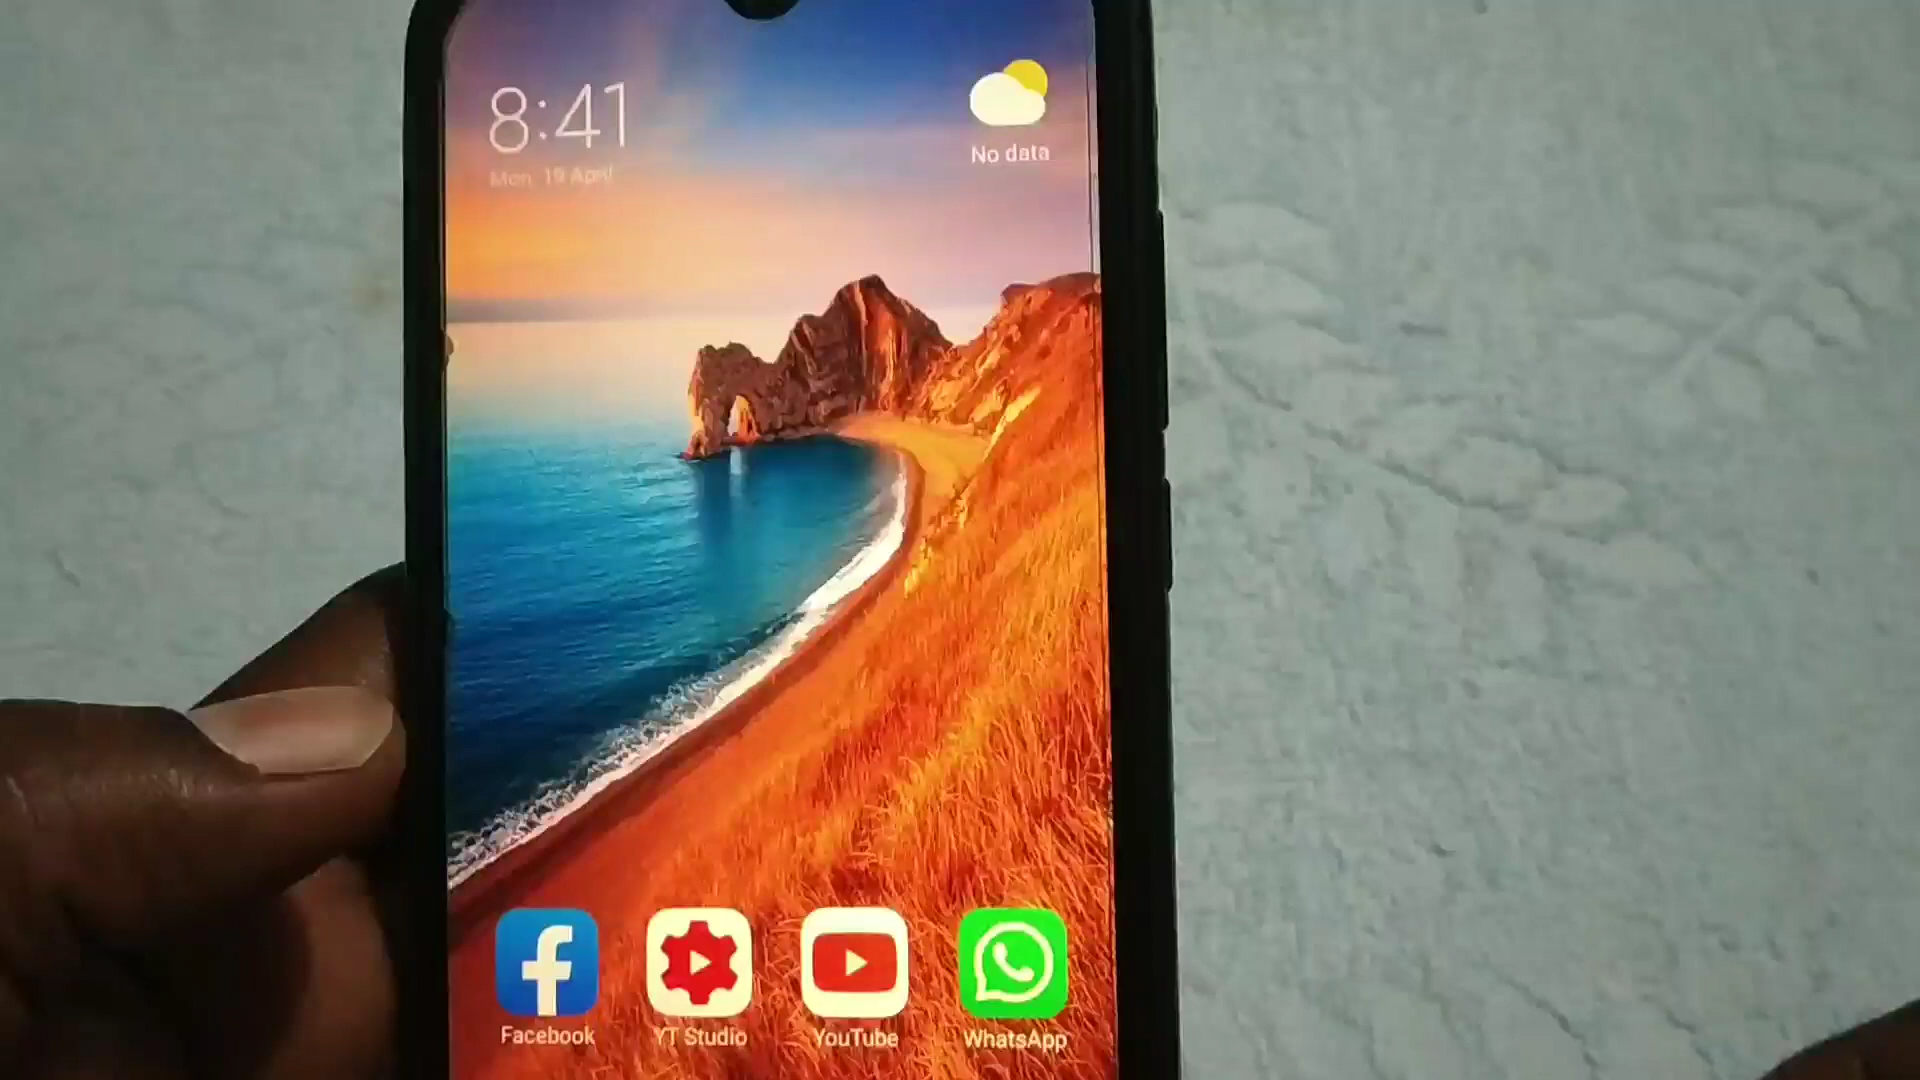 8:41
Mon, 19 April
No data
Facebook
YT Studio
YouTube
WhatsApp